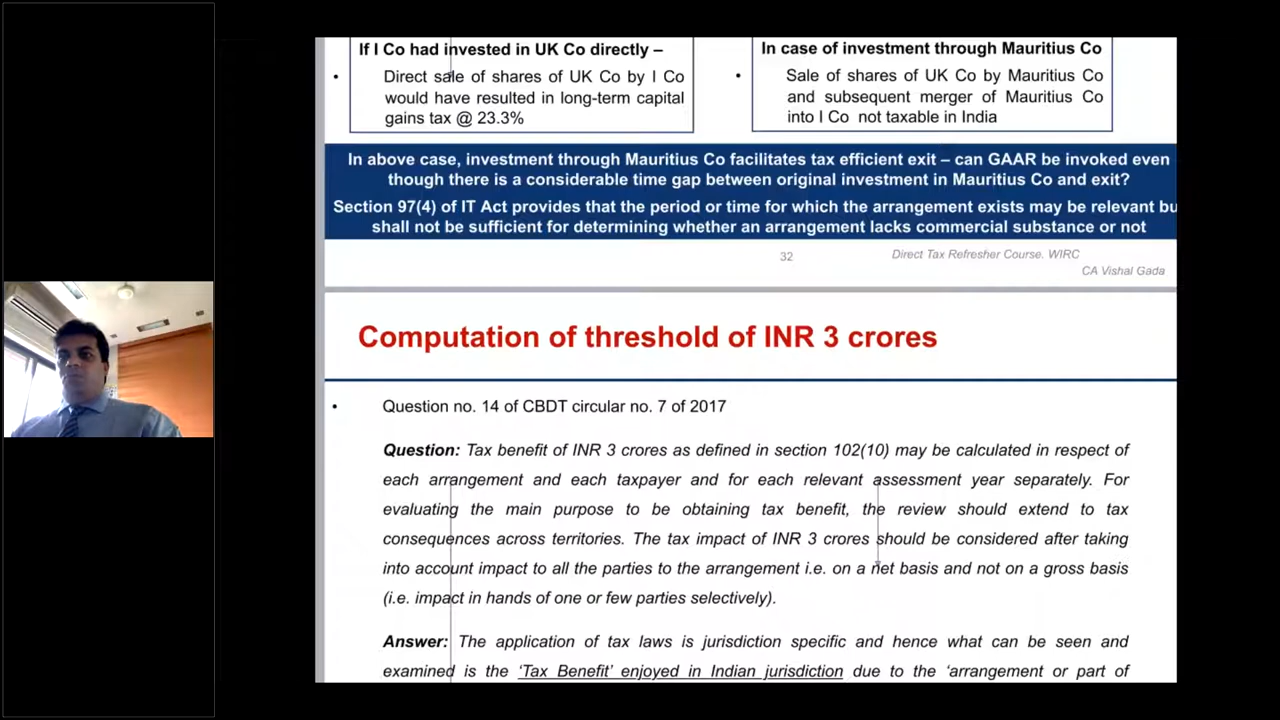 If I Co had invested in UK Co directly –
• Direct sale of shares of UK Co by I Co
would have resulted in long-term capital
gains tax @ 23.3%
In case of investment through Mauritius Co
• Sale of shares of UK Co by Mauritius Co
and subsequent merger of Mauritius Co
into I Co not taxable in India
In above case, investment through Mauritius Co facilitates tax efficient exit – can GAAR be invoked even
though there is a considerable time gap between original investment in Mauritius Co and exit?
Section 97(4) of IT Act provides that the period or time for which the arrangement exists may be relevant bu
shall not be sufficient for determining whether an arrangement lacks commercial substance or not
32
Direct Tax Refresher Course. WIRC
CA Vishal Gada
Computation of threshold of INR 3 crores
• Question no. 14 of CBDT circular no. 7 of 2017
Question: Tax benefit of INR 3 crores as defined in section 102(10) may be calculated in respect of
each arrangement and each taxpayer and for each relevant assessment year separately. For
evaluating the main purpose to be obtaining tax benefit, the review should extend to tax
consequences across territories. The tax impact of INR 3 crores should be considered after taking
into account impact to all the parties to the arrangement i.e. on a net basis and not on a gross basis
(i.e. impact in hands of one or few parties selectively).
Answer: The application of tax laws is jurisdiction specific and hence what can be seen and
examined is the ‘Tax Benefit’ enjoyed in Indian jurisdiction due to the ‘arrangement or part of